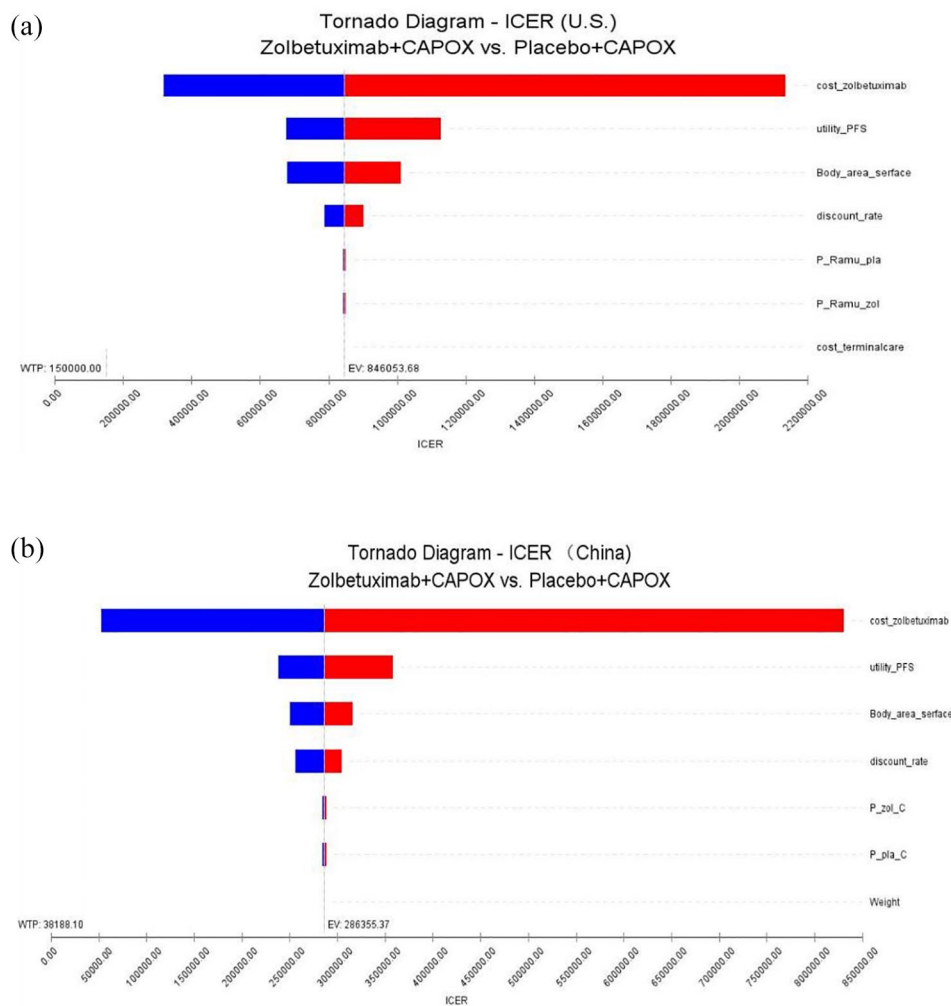 (a)
Tornado Diagram - ICER (U.S.)
Zolbetuximab+CAPOX vs. Placebo+CAPOX
cost_zolbetuximab
utility_PFS
Body_area_serface
discount_rate
P_Ramu_pla
P_Ramu_zol
cost_terminalcare
WTP: 150000.00 EV: 846053.68
0.00 200000.00 400000.00 600000.00 800000.00 1000000.00 1200000.00 1400000.00 1600000.00 1800000.00 2000000.00 2200000.00
ICER
(b)
Tornado Diagram - ICER （China)
Zolbetuximab+CAPOX vs. Placebo+CAPOX
cost_zolbetuximab
utility_PFS
Body_area_serface
discount_rate
P_zol_C
P_pla_C
Weight
WTP: 38188.10 EV: 286355.37
0.00 50000.00 100000.00 150000.00 200000.00 250000.00 300000.00 350000.00 400000.00 450000.00 500000.00 550000.00 600000.00 650000.00 700000.00 750000.00 800000.00 850000.00
ICER